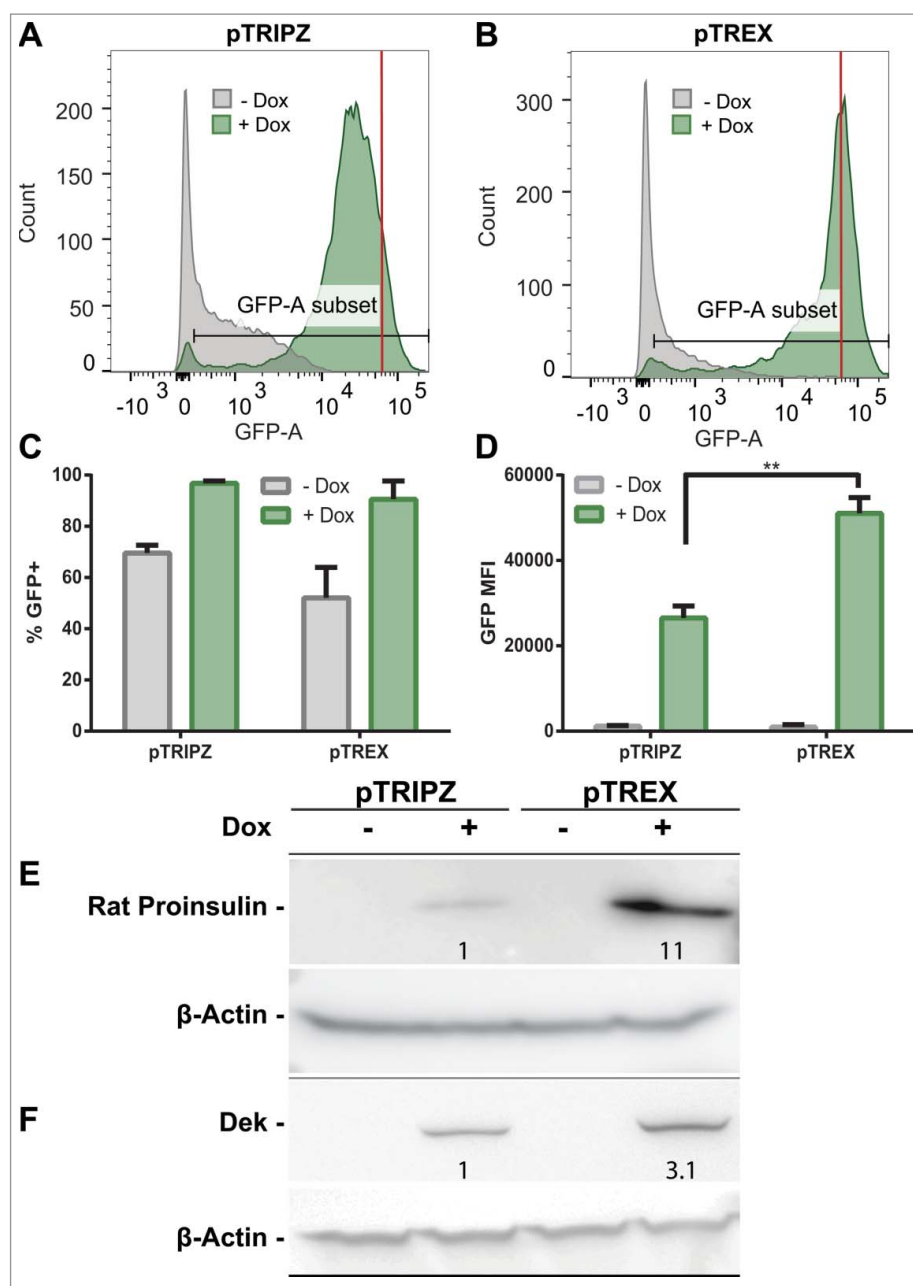 A
pTRIPZ
- Dox
+ Dox
200
150
100
50
0
Count
GFP-A subset
-10 3 0 10 3 10 4 10 5
GFP-A
B
pTREX
- Dox
+ Dox
300
200
100
0
Count
GFP-A subset
-10 3 0 10 3 10 4 10 5
GFP-A
C
100
80
60
40
20
0
% GFP+
- Dox
+ Dox
pTRIPZ pTREX
D
60000
40000
20000
0
GFP MFI
- Dox
+ Dox
**
pTRIPZ pTREX
pTRIPZ pTREX
Dox - + - +
E
Rat Proinsulin -
1 11
β-Actin -
F
Dek -
1 3.1
β-Actin -